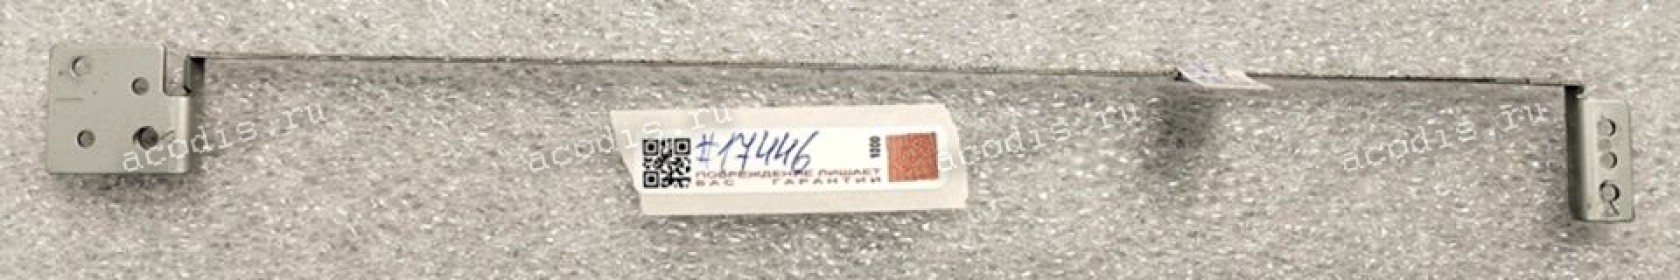 acodis.ru acodis.ru acodis.ru acodis.ru
#17446
1000
ПОВРЕЖДЕНИЕ ЛИШАЕТ
ВАС ГАРАНТИИ
R